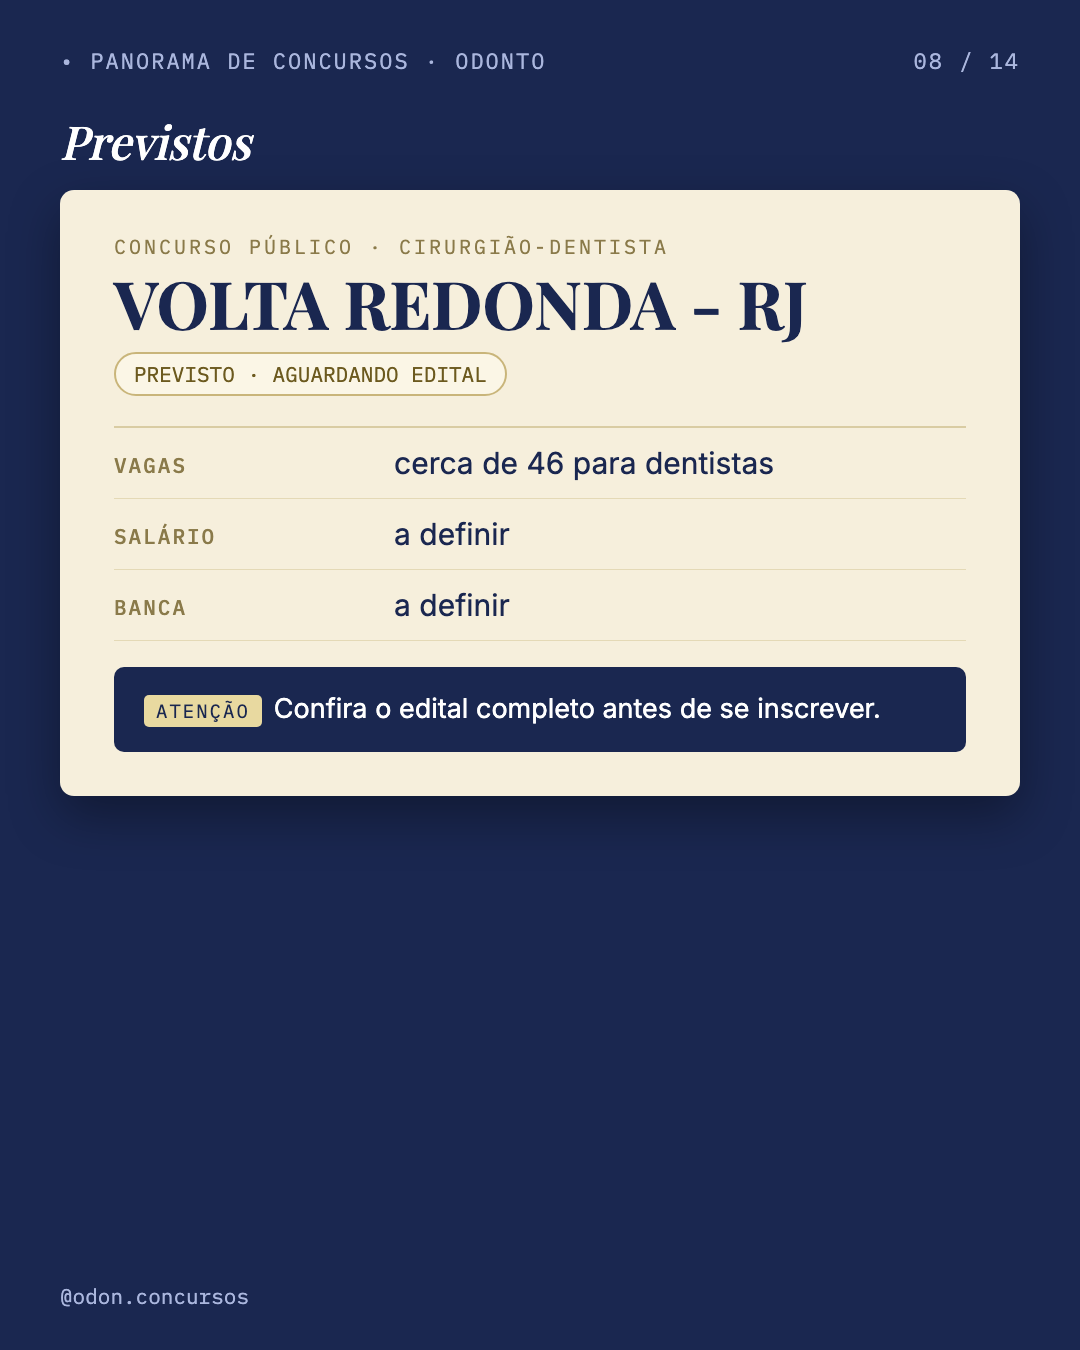 • PANORAMA DE CONCURSOS · ODONTO
08 / 14
Previstos
CONCURSO PÚBLICO · CIRURGIÃO-DENTISTA
VOLTA REDONDA – RJ
PREVISTO · AGUARDANDO EDITAL
VAGAS cerca de 46 para dentistas
SALÁRIO a definir
BANCA a definir
ATENÇÃO Confira o edital completo antes de se inscrever.
@odon.concursos